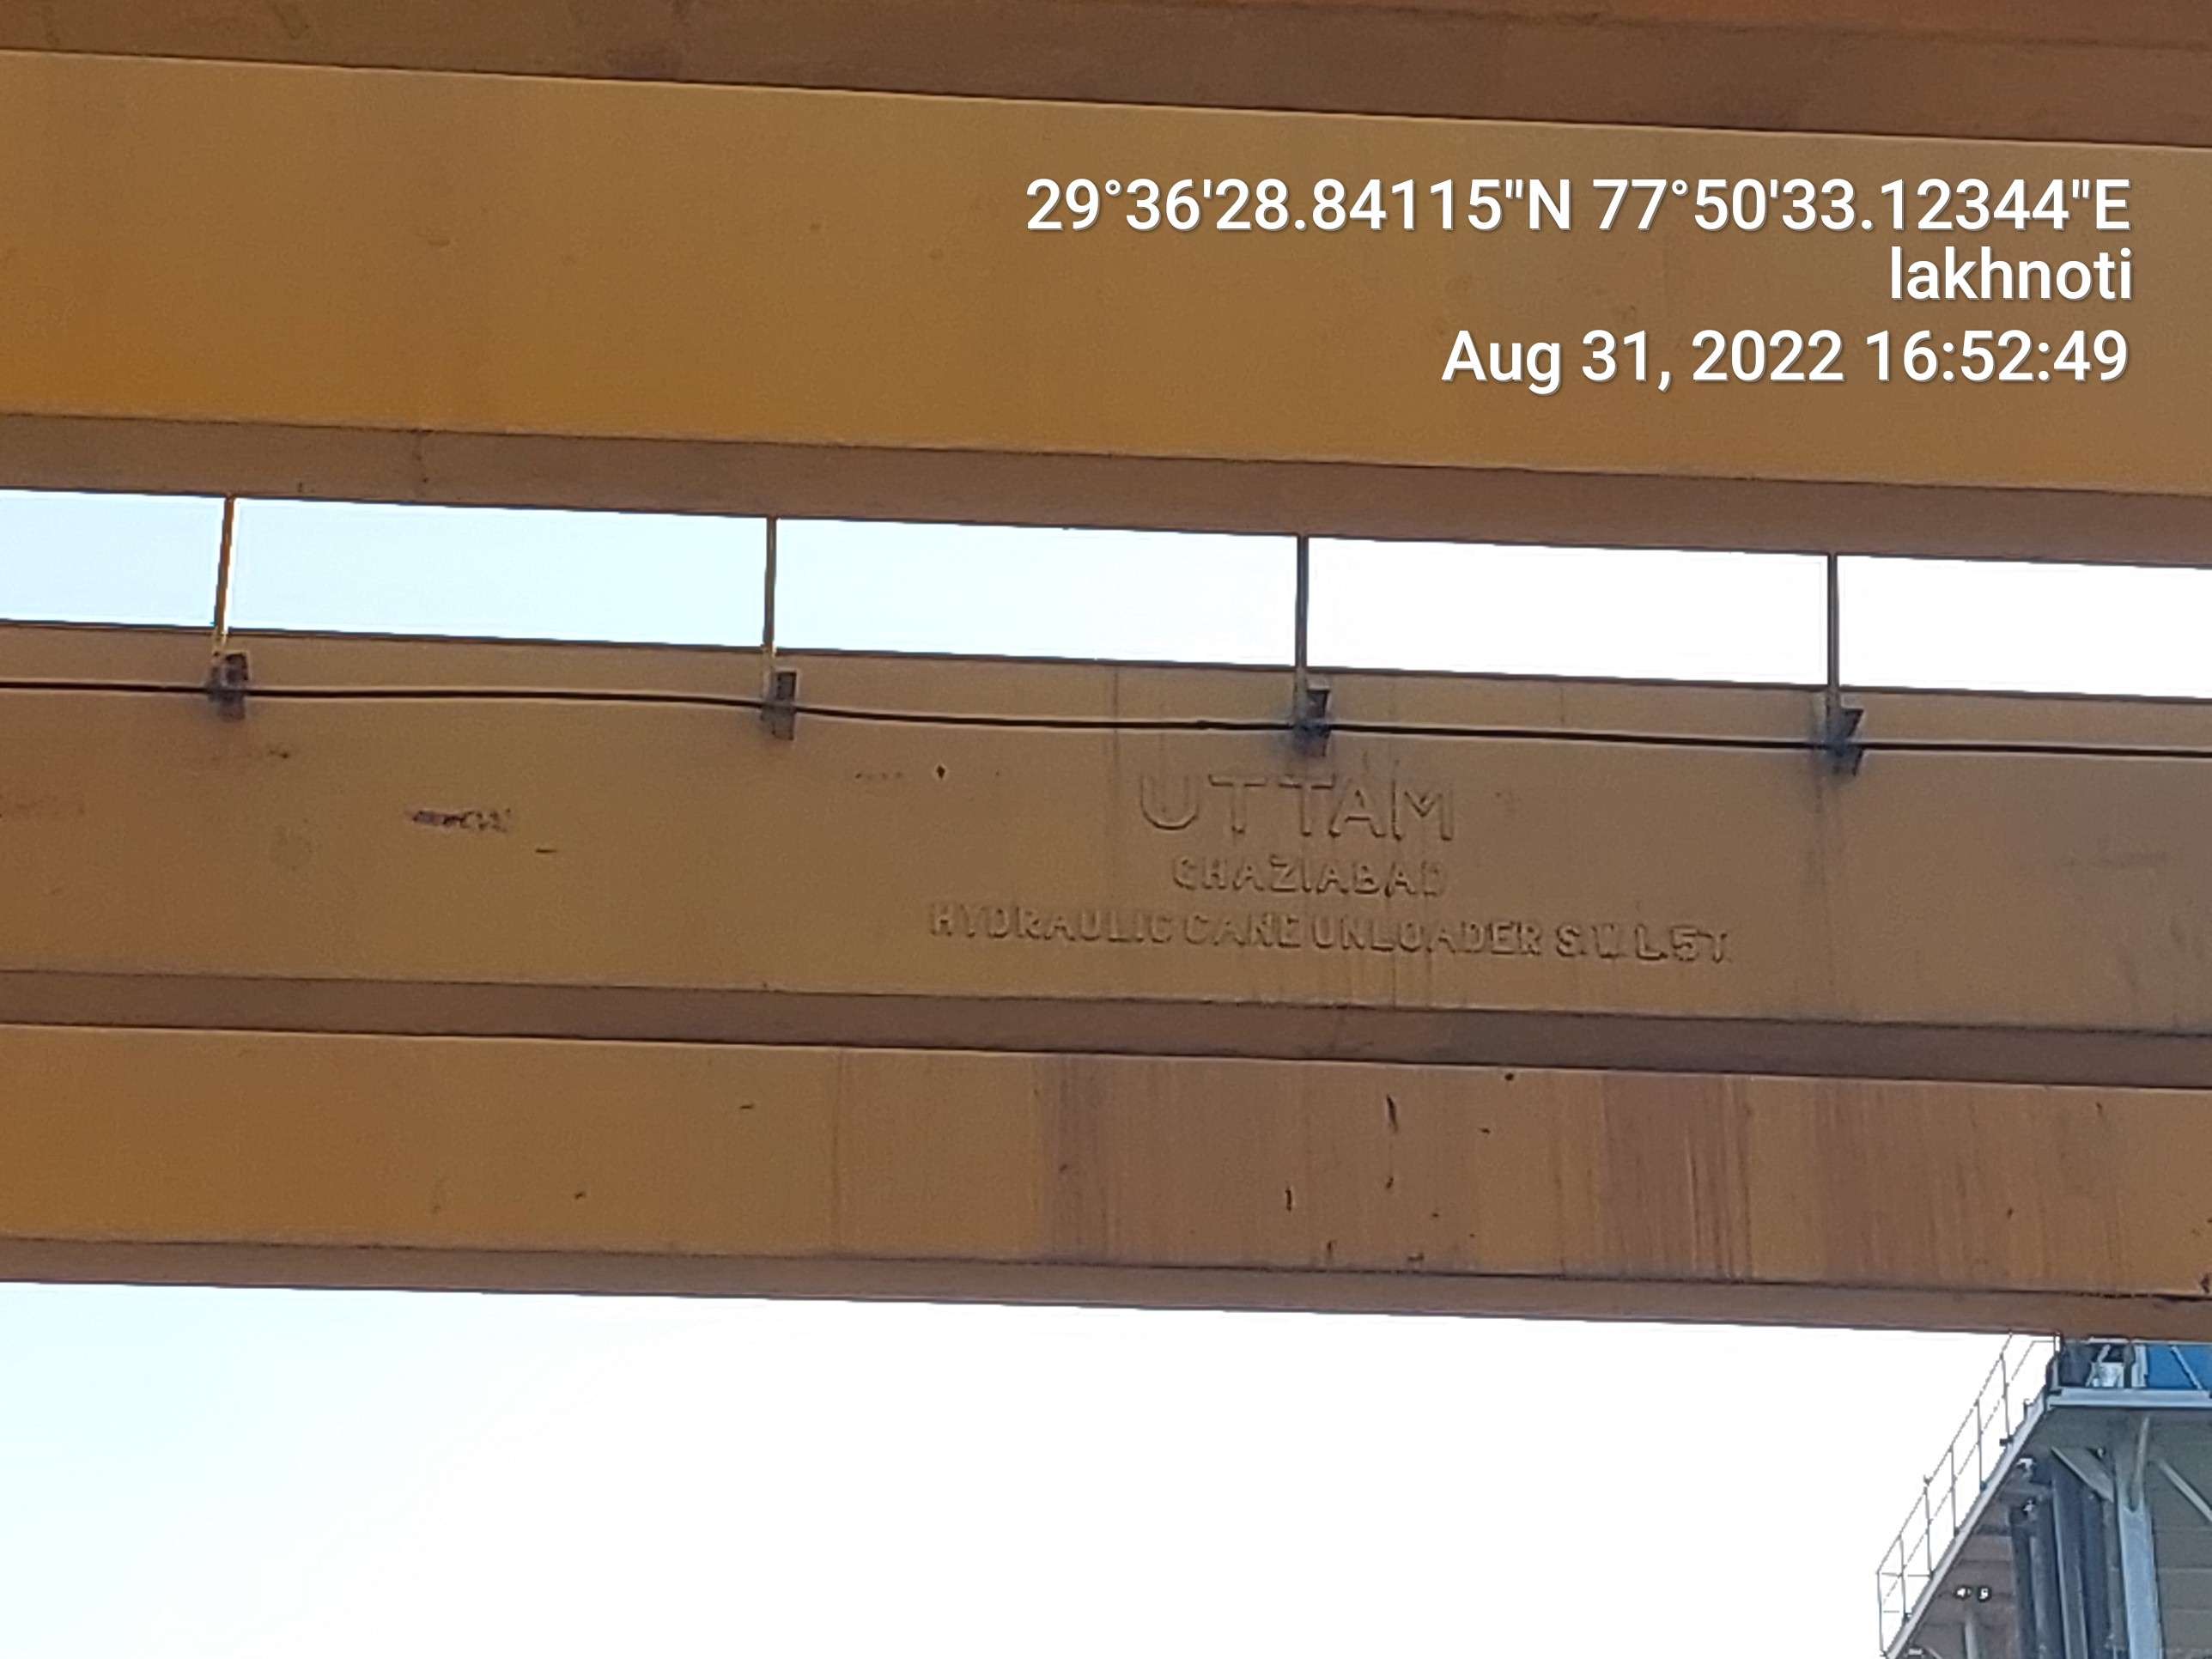 29°36'28.84115"N 77°50'33.12344"E
lakhnoti
Aug 31, 2022 16:52:49
UTTAM
GHAZIABAD
HYDRAULIC CANE UNLOADER S.W.L.5T